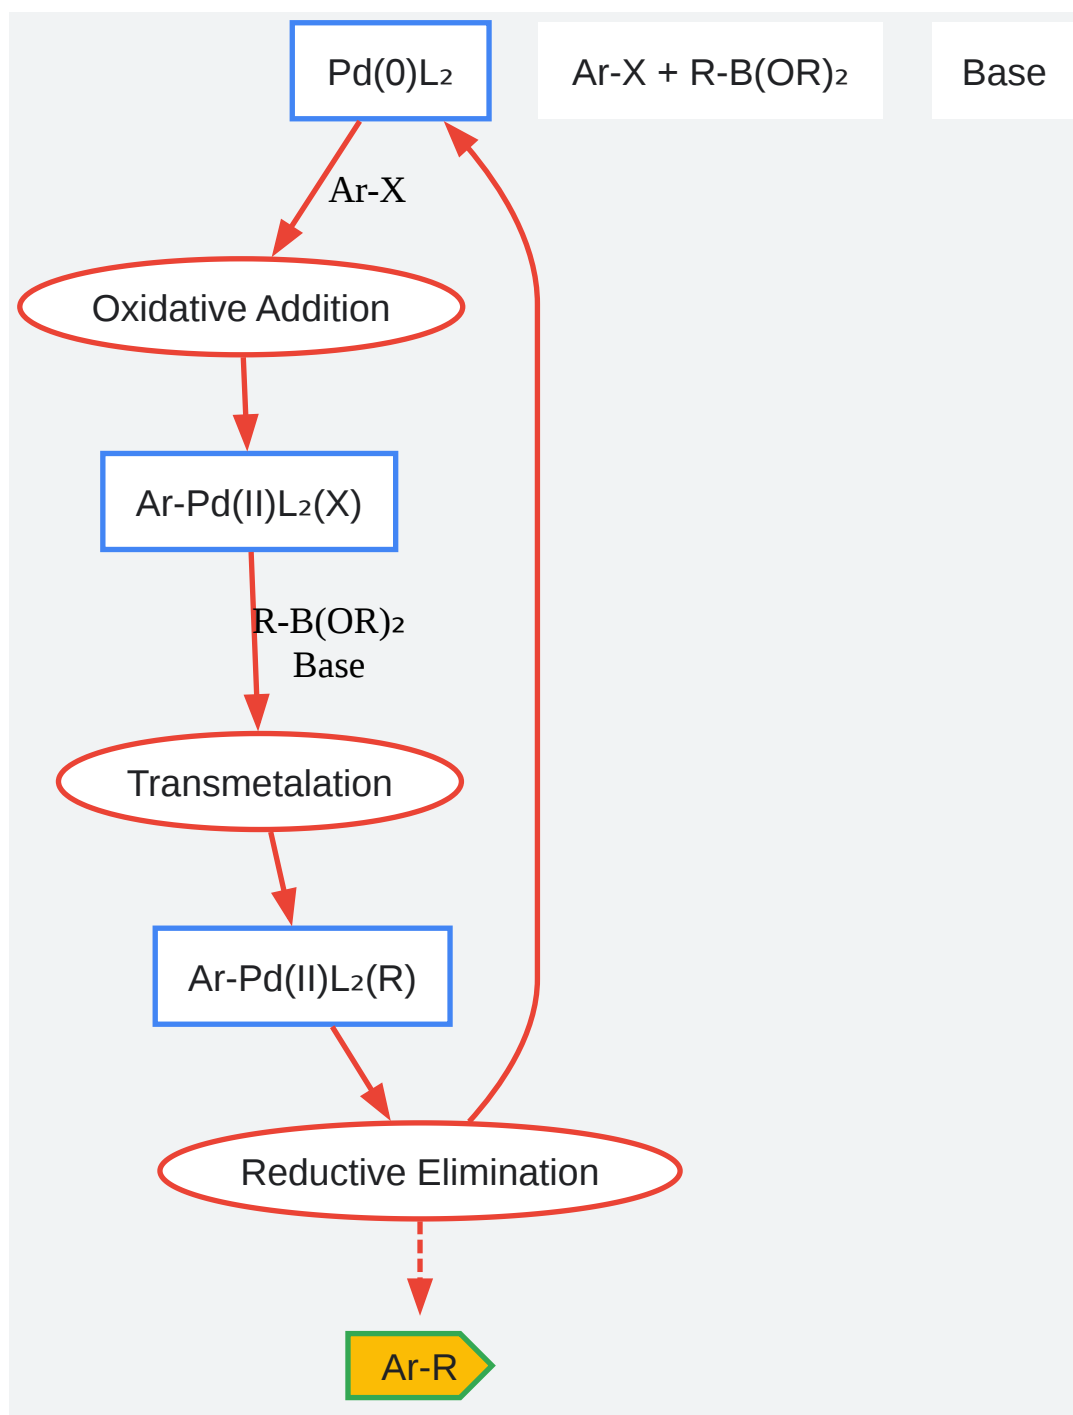 Pd(0)L₂
Ar-X + R-B(OR)₂
Base
Ar-X
Oxidative Addition
Ar-Pd(II)L₂(X)
R-B(OR)₂
Base
Transmetalation
Ar-Pd(II)L₂(R)
Reductive Elimination
Ar-R